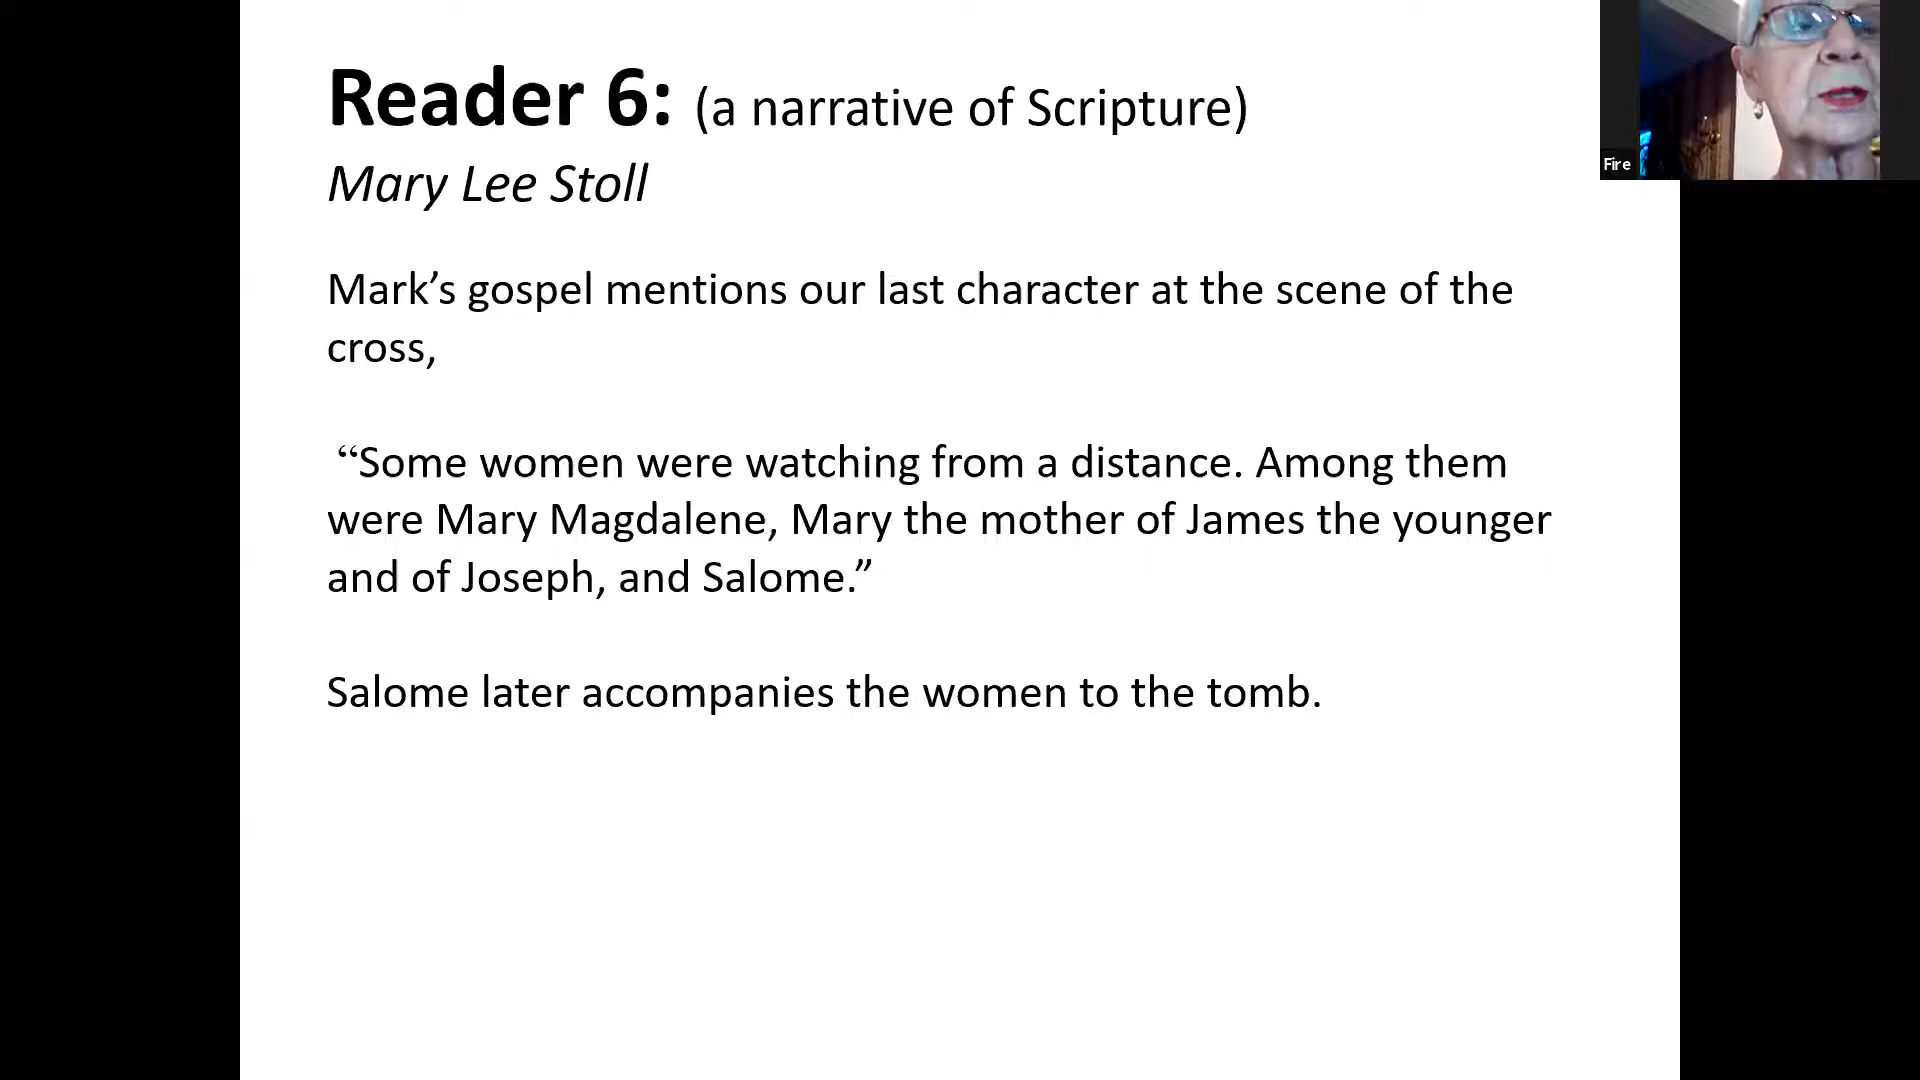 Reader 6: (a narrative of Scripture)
Mary Lee Stoll
Mark’s gospel mentions our last character at the scene of the
cross,
“Some women were watching from a distance. Among them
were Mary Magdalene, Mary the mother of James the younger
and of Joseph, and Salome.”
Salome later accompanies the women to the tomb.
Fire